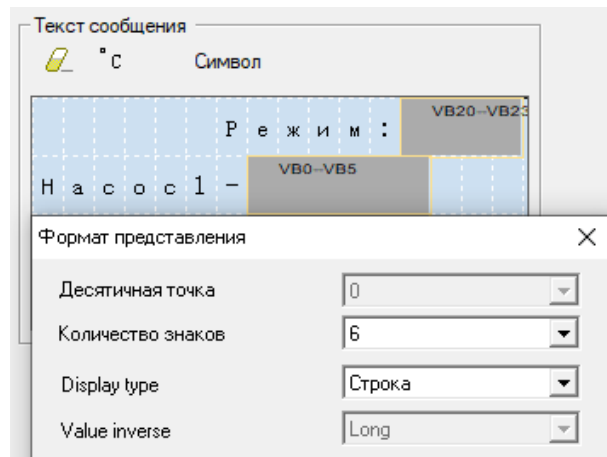 Текст сообщения
°C Символ
Режим: VB20--VB23
Насос1- VB0--VB5
Формат представления
Десятичная точка 0
Количество знаков 6
Display type Строка
Value inverse Long